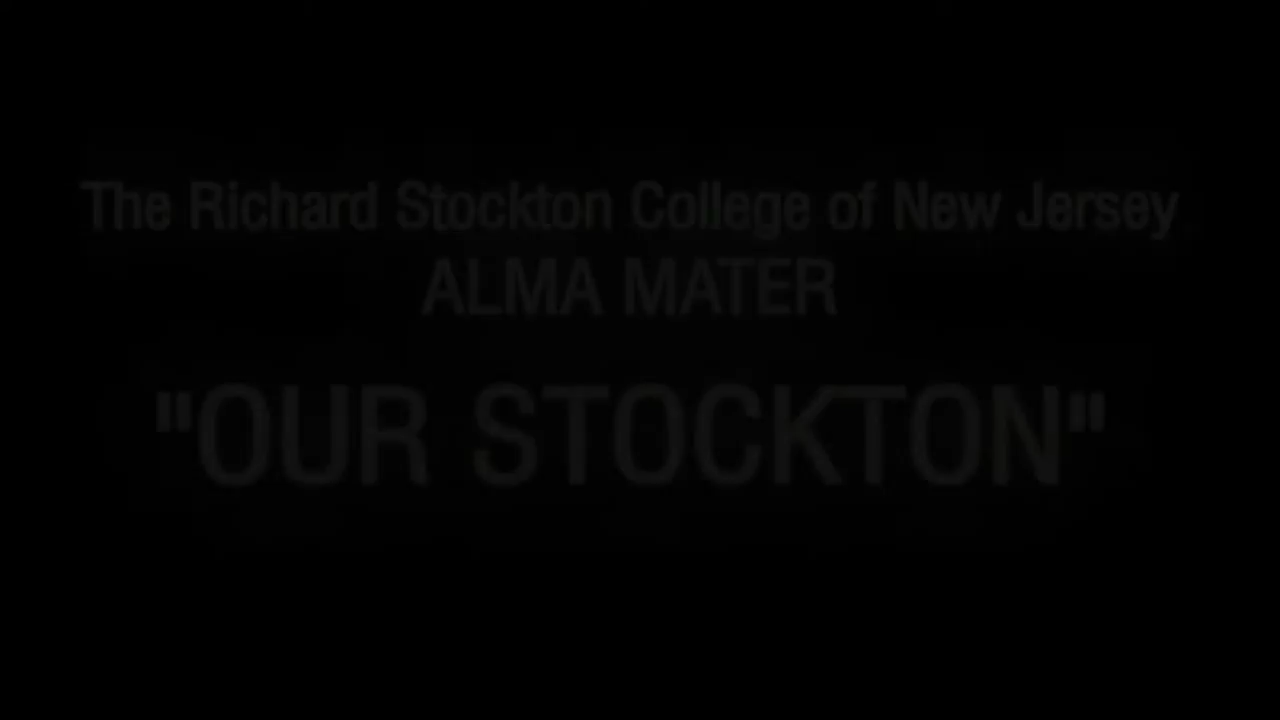 The Richard Stockton College of New Jersey
ALMA MATER
"OUR STOCKTON"